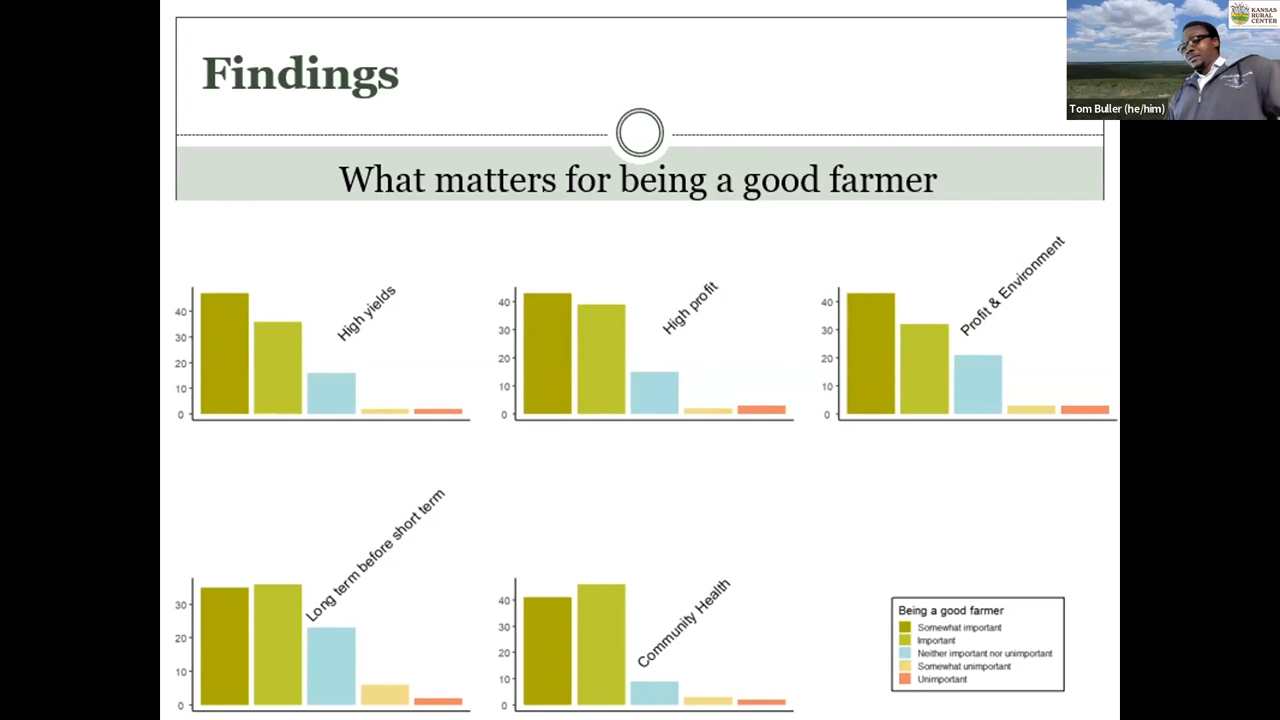 Findings
What matters for being a good farmer
KANSAS
RURAL
CENTER
Tom Buller (he/him)
High yields
40
30
20
10
0
High profit
40
30
20
10
0
Profit & Environment
40
30
20
10
0
Long term before short term
30
20
10
0
Community Health
40
30
20
10
0
Being a good farmer
Somewhat important
Important
Neither important nor unimportant
Somewhat unimportant
Unimportant